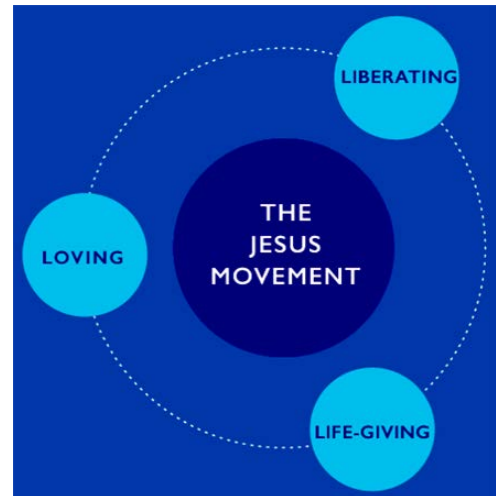 LIBERATING
THE
JESUS
MOVEMENT
LOVING
LIFE-GIVING